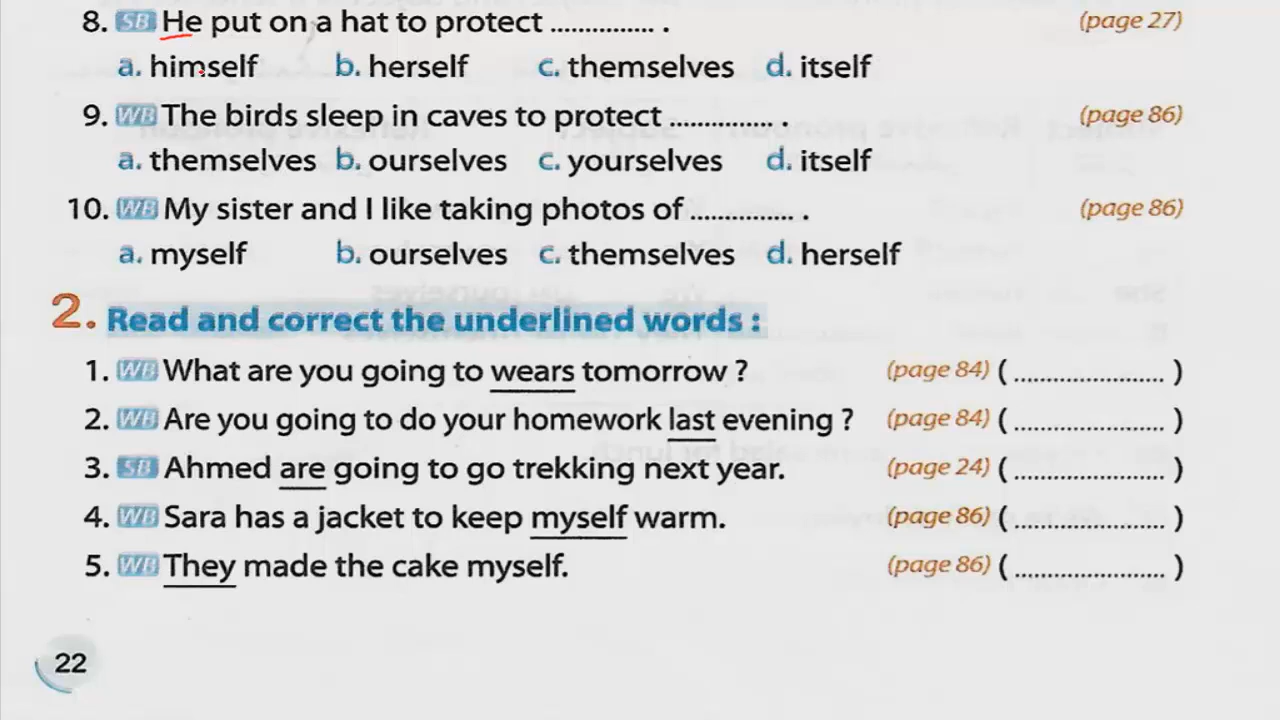 8. SB He put on a hat to protect ................ . (page 27)
a. himself b. herself c. themselves d. itself
9. WB The birds sleep in caves to protect ................ . (page 86)
a. themselves b. ourselves c. yourselves d. itself
10. WB My sister and I like taking photos of ................ . (page 86)
a. myself b. ourselves c. themselves d. herself
2. Read and correct the underlined words :
1. WB What are you going to wears tomorrow ? (page 84) (.......................)
2. WB Are you going to do your homework last evening ? (page 84) (.......................)
3. SB Ahmed are going to go trekking next year. (page 24) (.......................)
4. WB Sara has a jacket to keep myself warm. (page 86) (.......................)
5. WB They made the cake myself. (page 86) (.......................)
22